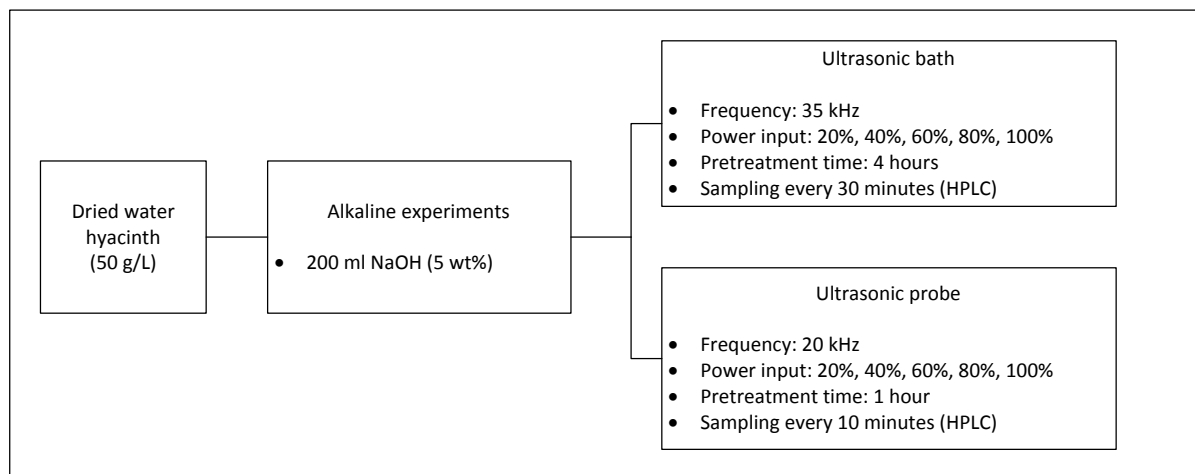 Dried water
hyacinth
(50 g/L)
Alkaline experiments
• 200 ml NaOH (5 wt%)
Ultrasonic bath
• Frequency: 35 kHz
• Power input: 20%, 40%, 60%, 80%, 100%
• Pretreatment time: 4 hours
• Sampling every 30 minutes (HPLC)
Ultrasonic probe
• Frequency: 20 kHz
• Power input: 20%, 40%, 60%, 80%, 100%
• Pretreatment time: 1 hour
• Sampling every 10 minutes (HPLC)